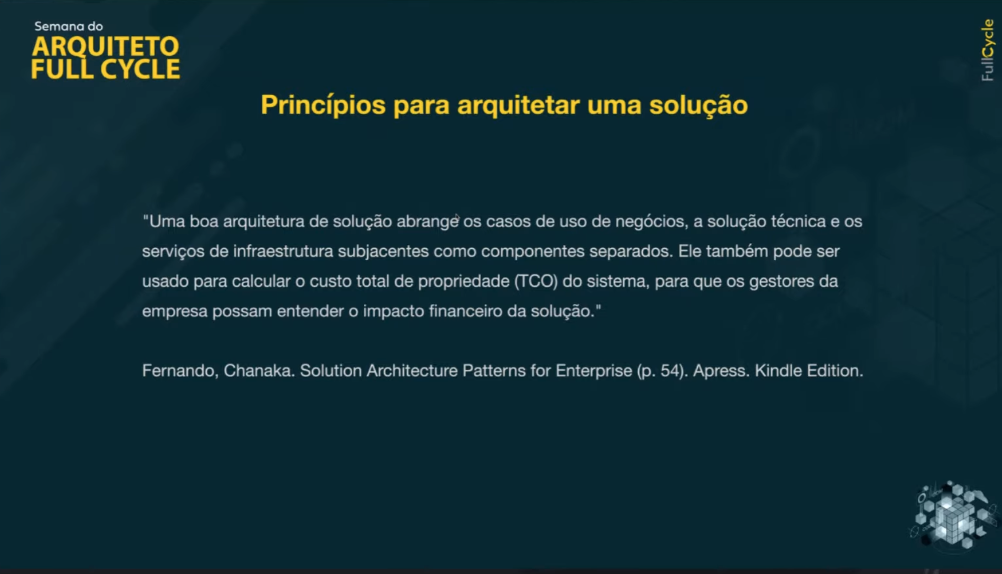 Semana do
ARQUITETO
FULL CYCLE
FullCycle
Princípios para arquitetar uma solução
"Uma boa arquitetura de solução abrange os casos de uso de negócios, a solução técnica e os
serviços de infraestrutura subjacentes como componentes separados. Ele também pode ser
usado para calcular o custo total de propriedade (TCO) do sistema, para que os gestores da
empresa possam entender o impacto financeiro da solução."
Fernando, Chanaka. Solution Architecture Patterns for Enterprise (p. 54). Apress. Kindle Edition.